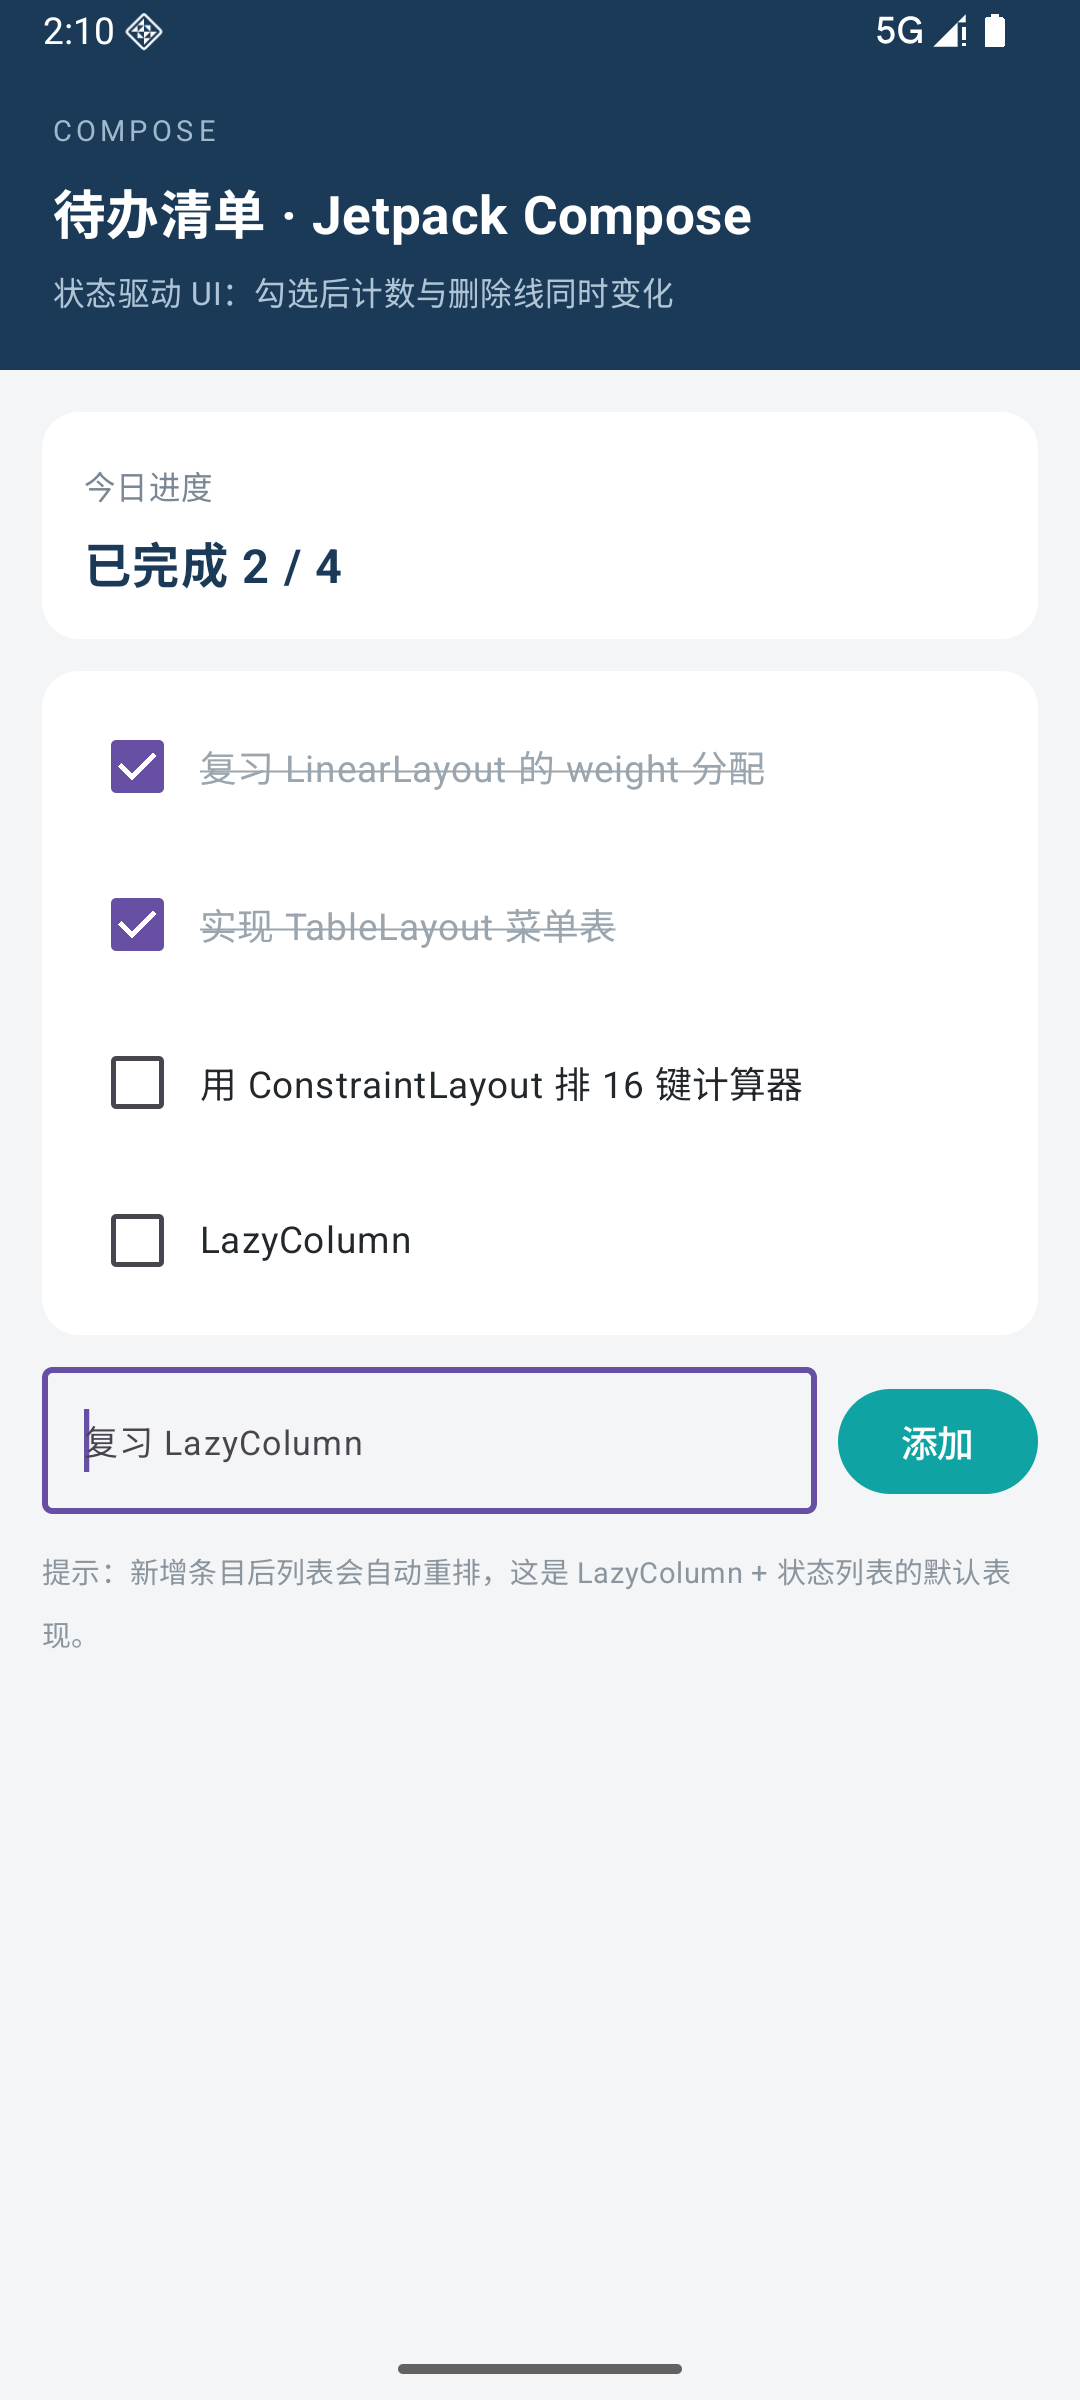 2:10
5G
COMPOSE
待办清单 · Jetpack Compose
状态驱动 UI：勾选后计数与删除线同时变化
今日进度
已完成 2 / 4
复习 LinearLayout 的 weight 分配
实现 TableLayout 菜单表
用 ConstraintLayout 排 16 键计算器
LazyColumn
复习 LazyColumn
添加
提示：新增条目后列表会自动重排，这是 LazyColumn + 状态列表的默认表
现。